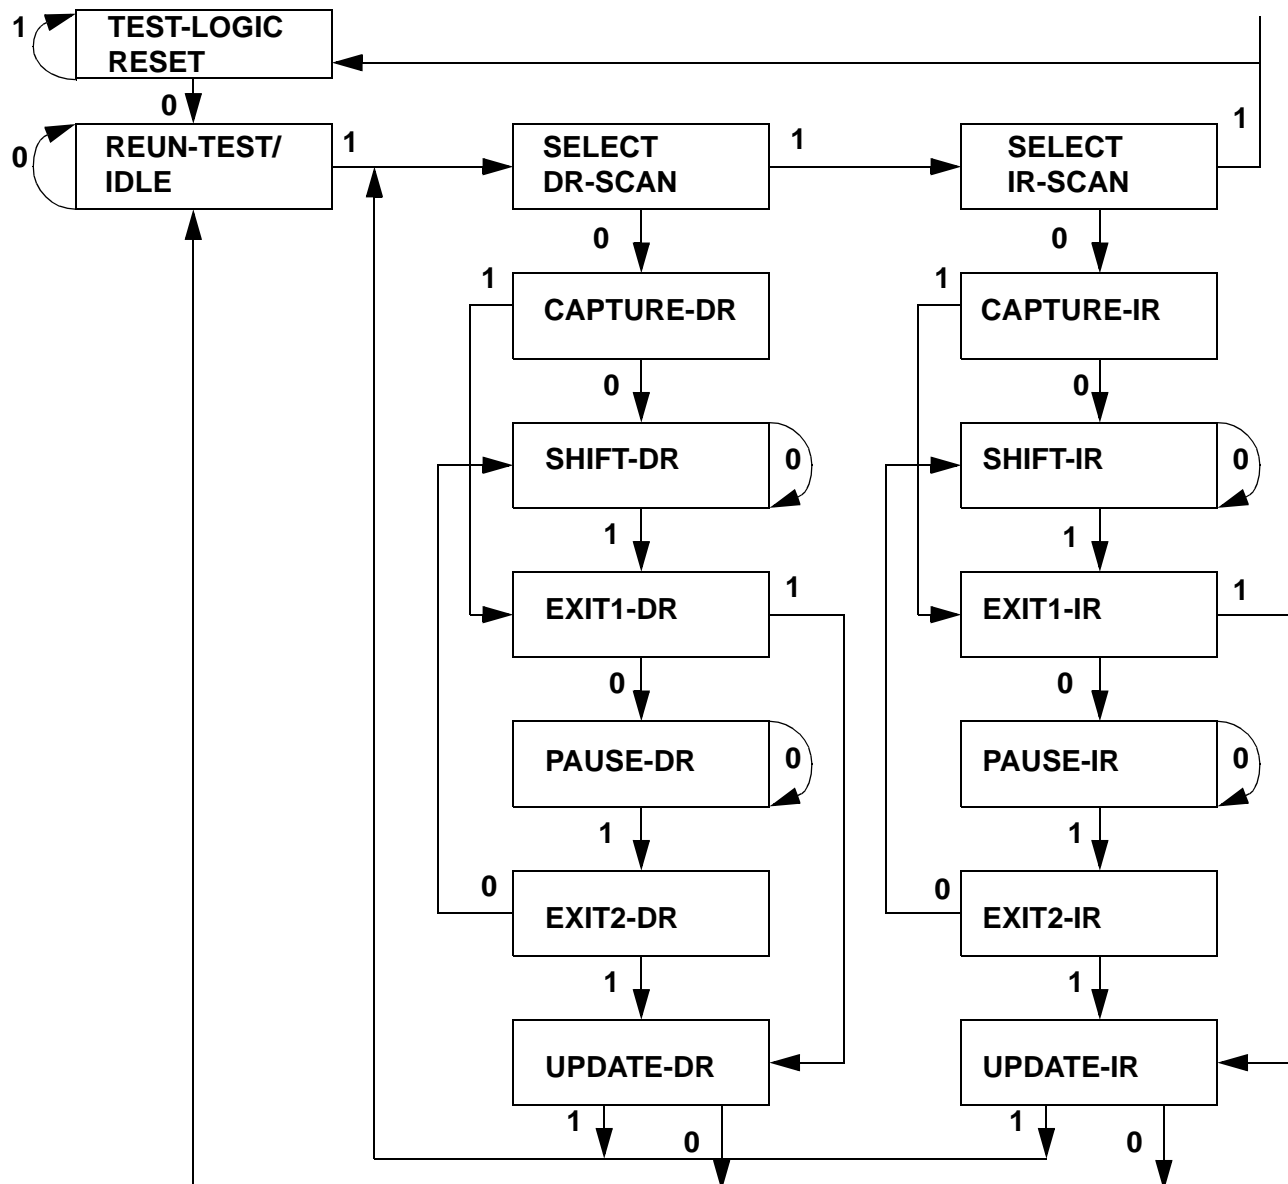 1
TEST-LOGIC
RESET
0
0
REUN-TEST/
IDLE
1
SELECT
DR-SCAN
1
SELECT
IR-SCAN
1
0
0
1
CAPTURE-DR
1
CAPTURE-IR
0
0
SHIFT-DR
0
SHIFT-IR
0
1
1
EXIT1-DR
1
EXIT1-IR
1
0
0
PAUSE-DR
0
PAUSE-IR
0
1
1
0
EXIT2-DR
0
EXIT2-IR
1
1
UPDATE-DR
UPDATE-IR
1
0
1
0